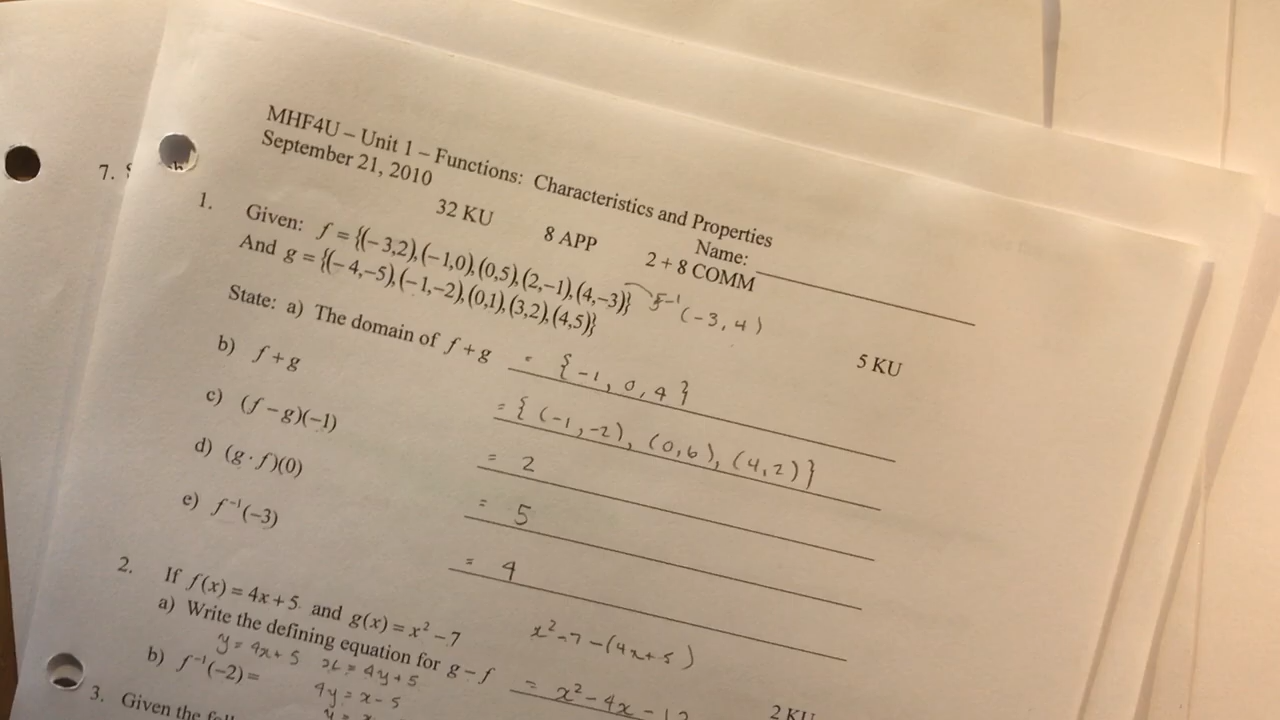 MHF4U – Unit 1 – Functions: Characteristics and Properties
September 21, 2010
Name:
32 KU 8 APP 2 + 8 COMM
7.
1. Given: f = {(−3,2),(−1,0),(0,5),(2,−1),(4,−3)}
f⁻¹(-3,4)
And g = {(−4,−5),(−1,−2),(0,1),(3,2),(4,5)}
5 KU
State: a) The domain of f + g = {-1, 0, 4}
b) f + g = {(-1,-2), (0,6), (4,2)}
c) (f − g)(−1) = 2
d) (g · f)(0) = 5
e) f⁻¹(−3) = 4
2. If f(x) = 4x + 5 and g(x) = x² − 7
x²-7-(4x+5)
a) Write the defining equation for g − f = x² - 4x - 12
2 KU
y = 4x + 5 x = 4y + 5
b) f⁻¹(−2) =
4y = x - 5
3. Given the